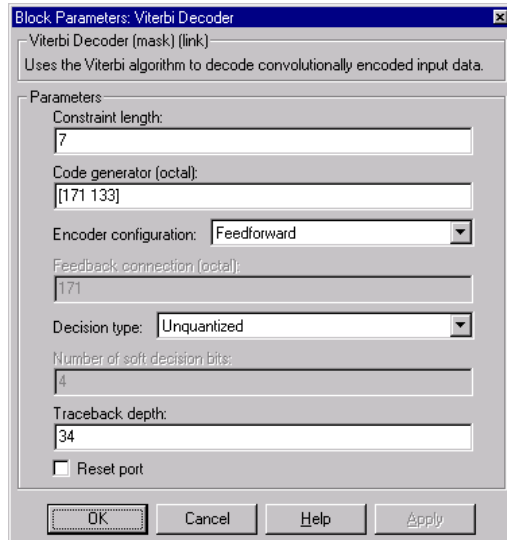 Block Parameters: Viterbi Decoder
Viterbi Decoder (mask) (link)
Uses the Viterbi algorithm to decode convolutionally encoded input data.
Parameters
Constraint length:
7
Code generator (octal):
[171 133]
Encoder configuration: Feedforward
Feedback connection (octal):
171
Decision type: Unquantized
Number of soft decision bits:
4
Traceback depth:
34
Reset port
OK Cancel Help Apply